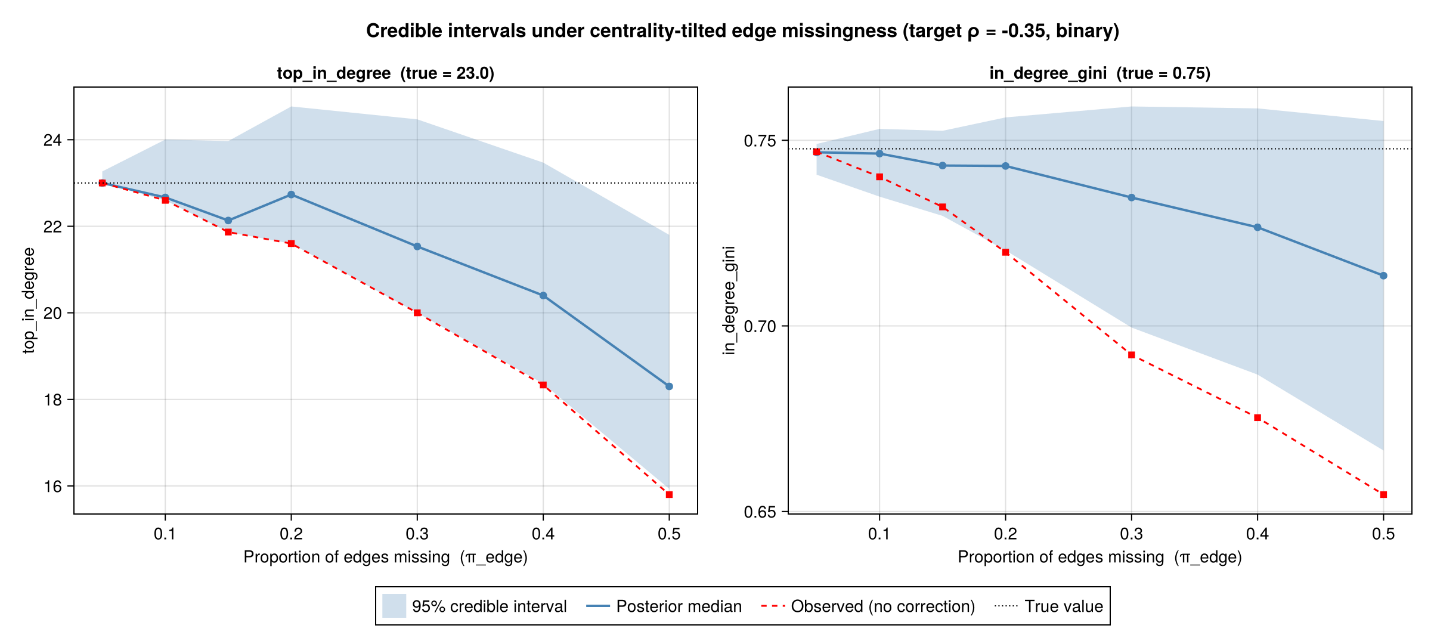 Credible intervals under centrality-tilted edge missingness (target ρ = -0.35, binary)
top_in_degree (true = 23.0)
top_in_degree
24
22
20
18
16
0.1 0.2 0.3 0.4 0.5
Proportion of edges missing (π_edge)
in_degree_gini (true = 0.75)
in_degree_gini
0.75
0.70
0.65
0.1 0.2 0.3 0.4 0.5
Proportion of edges missing (π_edge)
95% credible interval Posterior median Observed (no correction) True value